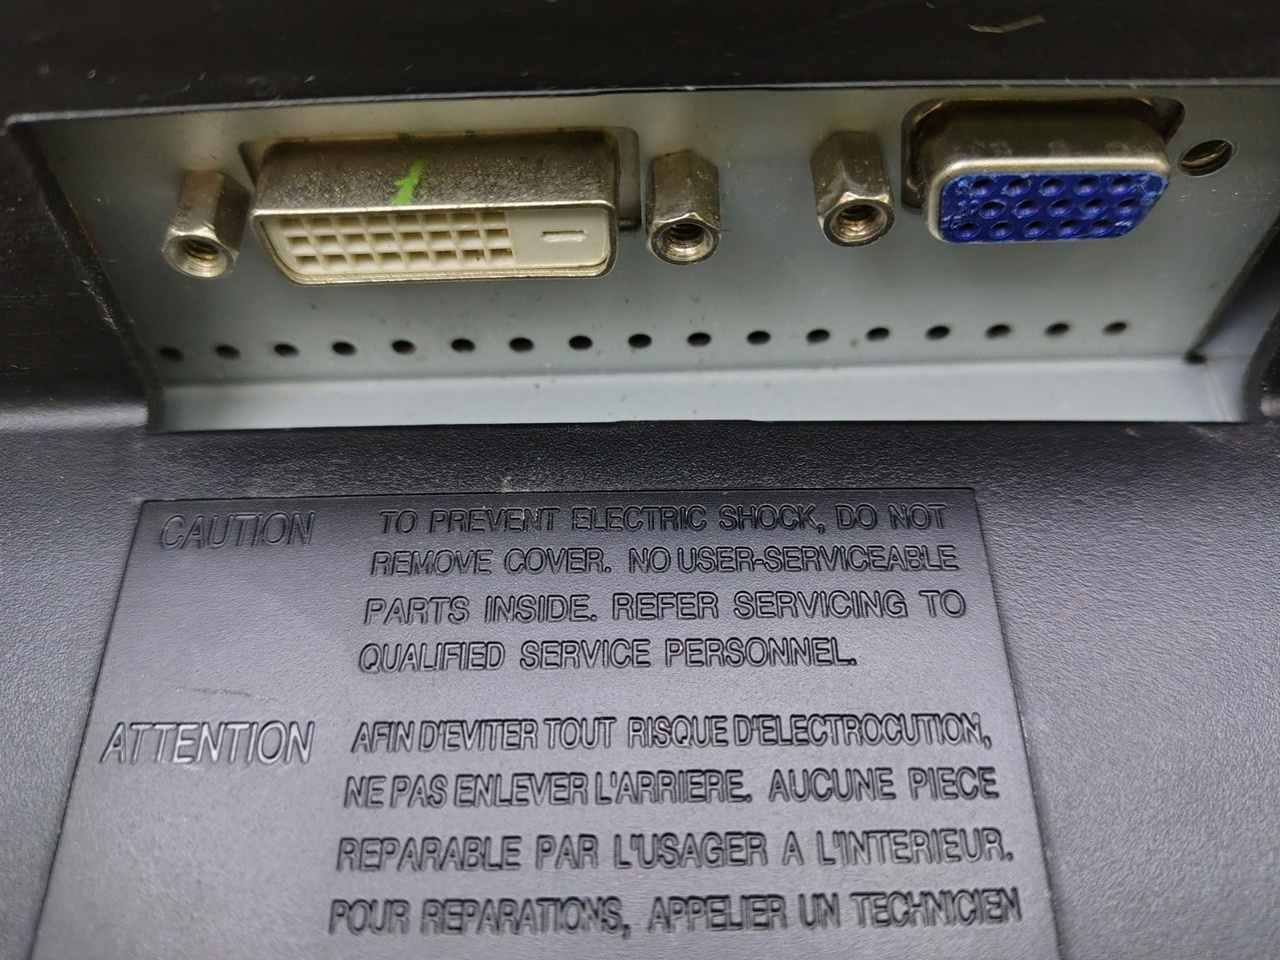 CAUTION TO PREVENT ELECTRIC SHOCK, DO NOT
REMOVE COVER. NO USER-SERVICEABLE
PARTS INSIDE. REFER SERVICING TO
QUALIFIED SERVICE PERSONNEL.
ATTENTION AFIN D'EVITER TOUT RISQUE D'ELECTROCUTION,
NE PAS ENLEVER L'ARRIERE. AUCUNE PIECE
REPARABLE PAR L'USAGER A L'INTERIEUR.
POUR REPARATIONS, APPELIER UN TECHNICIEN